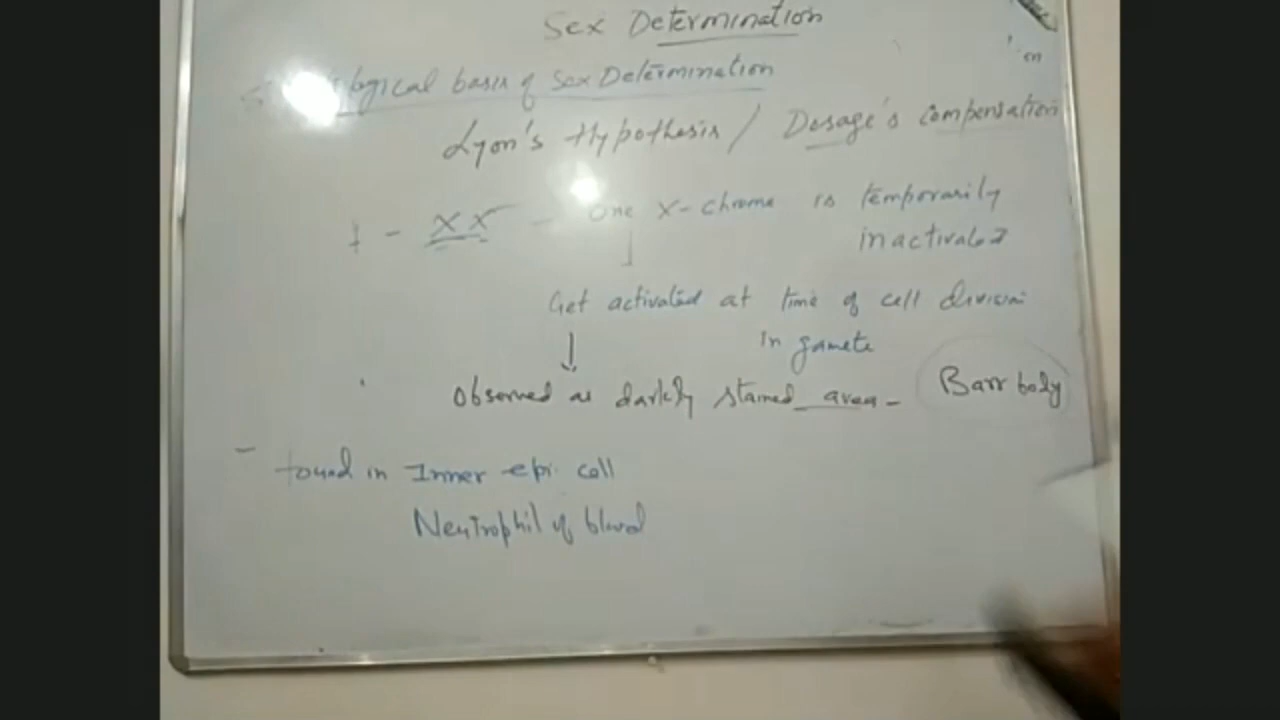 Sex Determination
logical basis of Sex Determination
Lyon's Hypothesis / Dosage's compensation
f - XX - One X-chrome is temporarily
inactivated
Get activated at time of cell division
in gamete
Observed as darkly stained area - Barr body
- found in Inner epi. cell
Neutrophil of blood